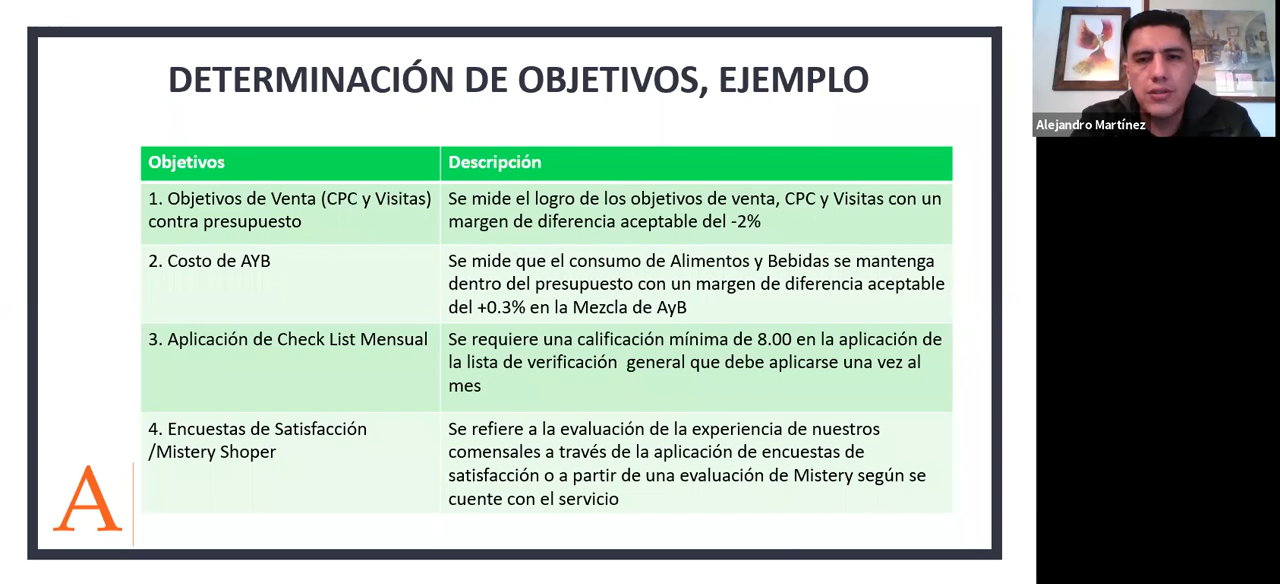 DETERMINACIÓN DE OBJETIVOS, EJEMPLO
Objetivos
Descripción
1. Objetivos de Venta (CPC y Visitas)
contra presupuesto
Se mide el logro de los objetivos de venta, CPC y Visitas con un
margen de diferencia aceptable del -2%
2. Costo de AYB
Se mide que el consumo de Alimentos y Bebidas se mantenga
dentro del presupuesto con un margen de diferencia aceptable
del +0.3% en la Mezcla de AyB
3. Aplicación de Check List Mensual
Se requiere una calificación mínima de 8.00 en la aplicación de
la lista de verificación  general que debe aplicarse una vez al
mes
4. Encuestas de Satisfacción
/Mistery Shoper
Se refiere a la evaluación de la experiencia de nuestros
comensales a través de la aplicación de encuestas de
satisfacción o a partir de una evaluación de Mistery según se
cuente con el servicio
A
Alejandro Martínez